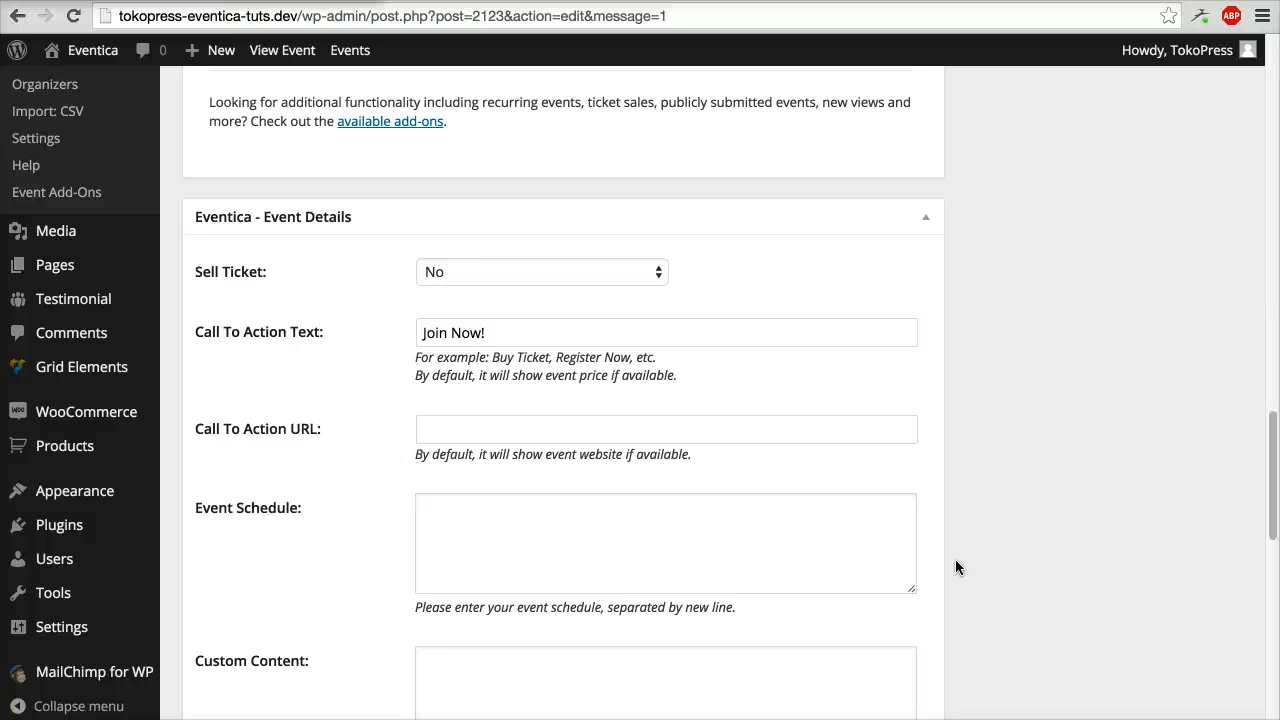 tokopress-eventica-tuts.dev/wp-admin/post.php?post=2123&action=edit&message=1
ABP
Eventica 0 New View Event Events Howdy, TokoPress
Organizers
Import: CSV
Settings
Help
Event Add-Ons
Media
Pages
Testimonial
Comments
Grid Elements
WooCommerce
Products
Appearance
Plugins
Users
Tools
Settings
MailChimp for WP
Collapse menu
Looking for additional functionality including recurring events, ticket sales, publicly submitted events, new views and
more? Check out the available add-ons.
Eventica - Event Details
Sell Ticket: No
Call To Action Text: Join Now!
For example: Buy Ticket, Register Now, etc.
By default, it will show event price if available.
Call To Action URL:
By default, it will show event website if available.
Event Schedule:
Please enter your event schedule, separated by new line.
Custom Content: